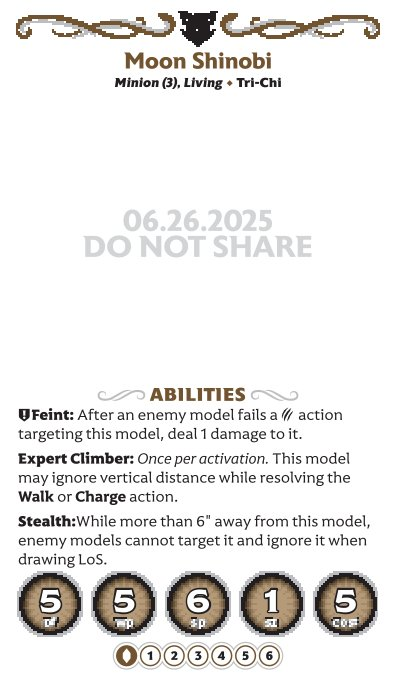 Moon Shinobi
Minion (3), Living ♦ Tri-Chi
06.26.2025
DO NOT SHARE
ABILITIES
Feint: After an enemy model fails a action
targeting this model, deal 1 damage to it.
Expert Climber: Once per activation. This model
may ignore vertical distance while resolving the
Walk or Charge action.
Stealth:While more than 6" away from this model,
enemy models cannot target it and ignore it when
drawing LoS.
5 5 6 1 5
Df Wp Sp Sz Cost
1 2 3 4 5 6